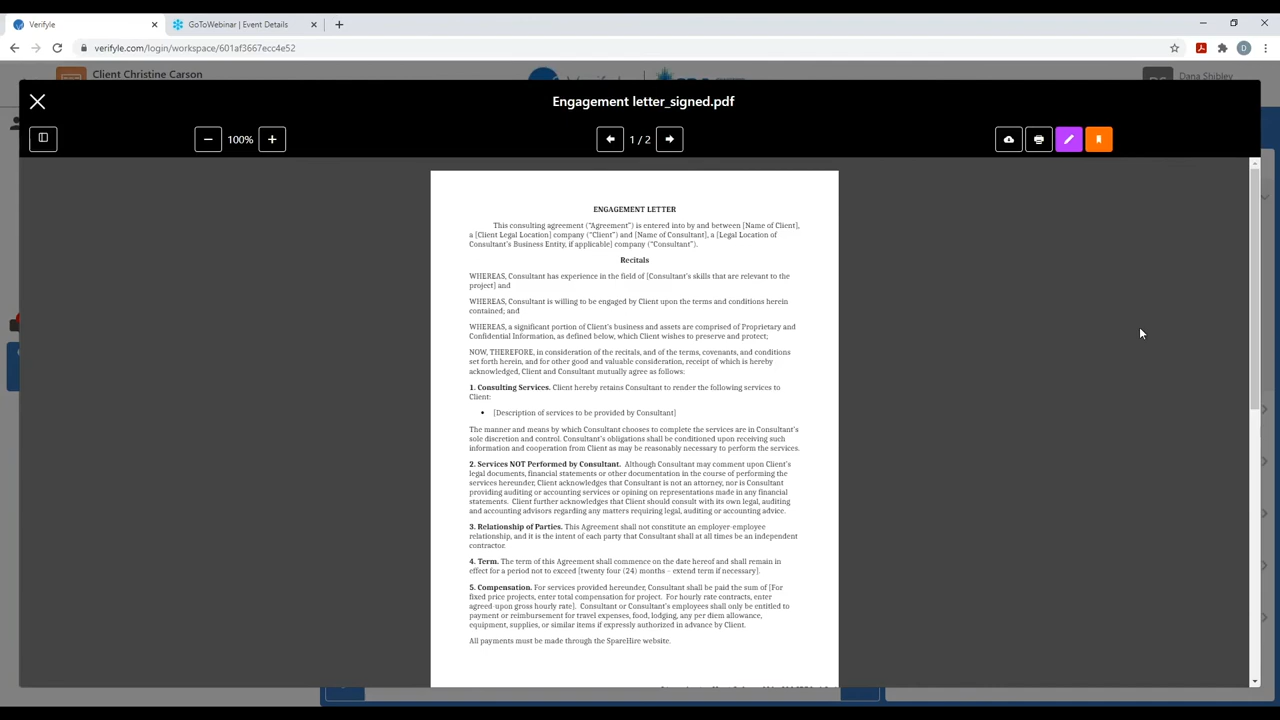 Verifyle
GoToWebinar | Event Details
verifyle.com/login/workspace/601af3667ecc4e52
D
Client Christine Carson
Dana Shibley
Engagement letter_signed.pdf
100%
1 / 2
ENGAGEMENT LETTER
This consulting agreement ("Agreement") is entered into by and between [Name of Client],
a [Client Legal Location] company ("Client") and [Name of Consultant], a [Legal Location of
Consultant's Business Entity, if applicable] company ("Consultant").
Recitals
WHEREAS, Consultant has experience in the field of [Consultant's skills that are relevant to the
project] and
WHEREAS, Consultant is willing to be engaged by Client upon the terms and conditions herein
contained; and
WHEREAS, a significant portion of Client's business and assets are comprised of Proprietary and
Confidential Information, as defined below, which Client wishes to preserve and protect;
NOW, THEREFORE, in consideration of the recitals, and of the terms, covenants, and conditions
set forth herein, and for other good and valuable consideration, receipt of which is hereby
acknowledged, Client and Consultant mutually agree as follows:
1. Consulting Services. Client hereby retains Consultant to render the following services to
Client:
• [Description of services to be provided by Consultant]
The manner and means by which Consultant chooses to complete the services are in Consultant's
sole discretion and control. Consultant's obligations shall be conditioned upon receiving such
information and cooperation from Client as may be reasonably necessary to perform the services.
2. Services NOT Performed by Consultant. Although Consultant may comment upon Client's
legal documents, financial statements or other documentation in the course of performing the
services hereunder, Client acknowledges that Consultant is not an attorney, nor is Consultant
providing auditing or accounting services or opining on representations made in any financial
statements. Client further acknowledges that Client should consult with its own legal, auditing
and accounting advisors regarding any matters requiring legal, auditing or accounting advice.
3. Relationship of Parties. This Agreement shall not constitute an employer-employee
relationship, and it is the intent of each party that Consultant shall at all times be an independent
contractor.
4. Term. The term of this Agreement shall commence on the date hereof and shall remain in
effect for a period not to exceed [twenty four (24) months – extend term if necessary].
5. Compensation. For services provided hereunder, Consultant shall be paid the sum of [For
fixed price projects, enter total compensation for project. For hourly rate contracts, enter
agreed-upon gross hourly rate]. Consultant or Consultant's employees shall only be entitled to
payment or reimbursement for travel expenses, food, lodging, any per diem allowance,
equipment, supplies, or similar items if expressly authorized in advance by Client.
All payments must be made through the SpareHire website.